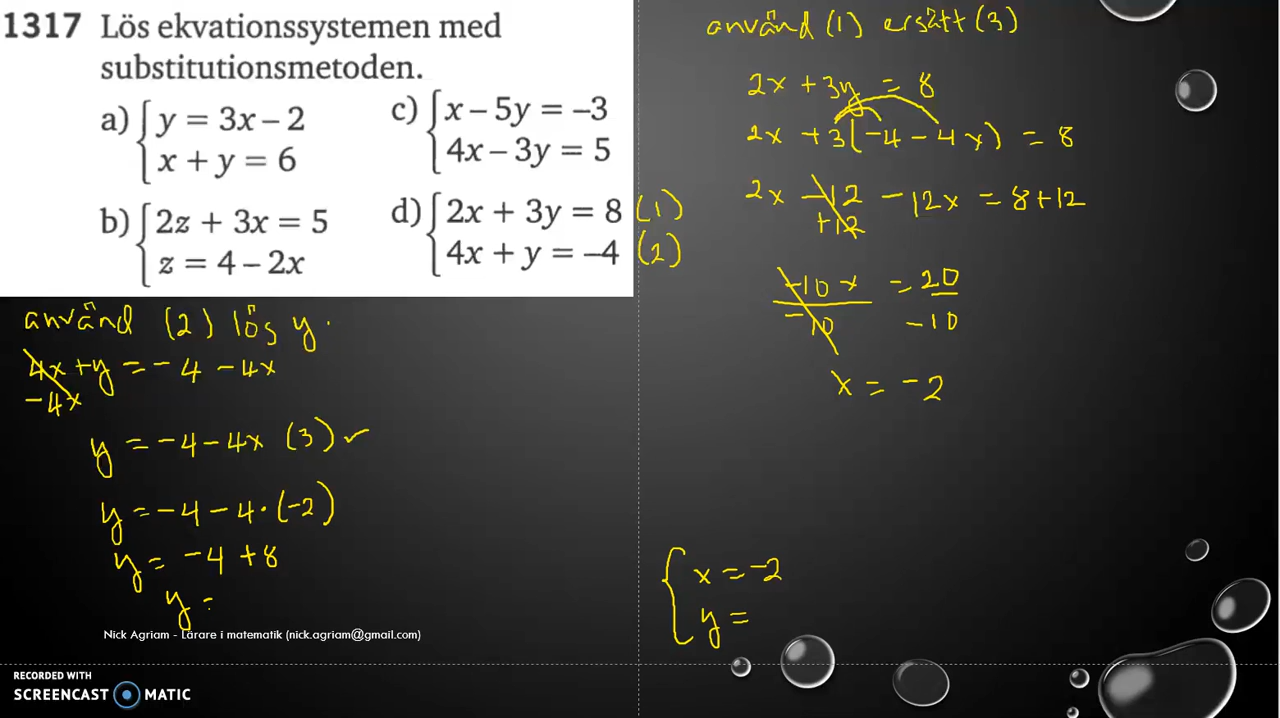 1317 Lös ekvationssystemen med
substitutionsmetoden.
a) { y = 3x – 2
x + y = 6
b) { 2z + 3x = 5
z = 4 – 2x
c) { x – 5y = –3
4x – 3y = 5
d) { 2x + 3y = 8 (1)
4x + y = –4 (2)
använd (2) lös y.
4x + y = -4 - 4x
-4x
y = -4 - 4x (3) ✓
y = -4 - 4 · (-2)
y = -4 + 8
y =
använd (1) ersätt (3)
2x + 3y = 8
2x + 3(-4 - 4x) = 8
2x - 12 - 12x = 8 + 12
+12
-10x = 20
-10 -10
x = -2
{ x = -2
y =
Nick Agriam - Lärare i matematik (nick.agriam@gmail.com)
RECORDED WITH
SCREENCAST MATIC